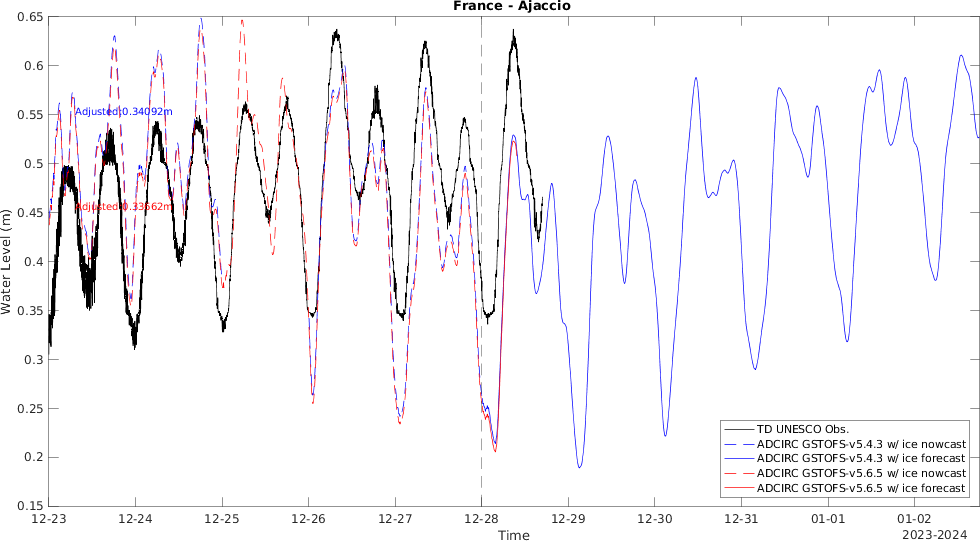 France - Ajaccio
Water Level (m)
0.65
0.6
0.55
0.5
0.45
0.4
0.35
0.3
0.25
0.2
0.15
Adjusted:0.34092m
Adjusted:0.33562m
TD UNESCO Obs.
ADCIRC GSTOFS-v5.4.3 w/ ice nowcast
ADCIRC GSTOFS-v5.4.3 w/ ice forecast
ADCIRC GSTOFS-v5.6.5 w/ ice nowcast
ADCIRC GSTOFS-v5.6.5 w/ ice forecast
12-23 12-24 12-25 12-26 12-27 12-28 12-29 12-30 12-31 01-01 01-02
Time
2023-2024